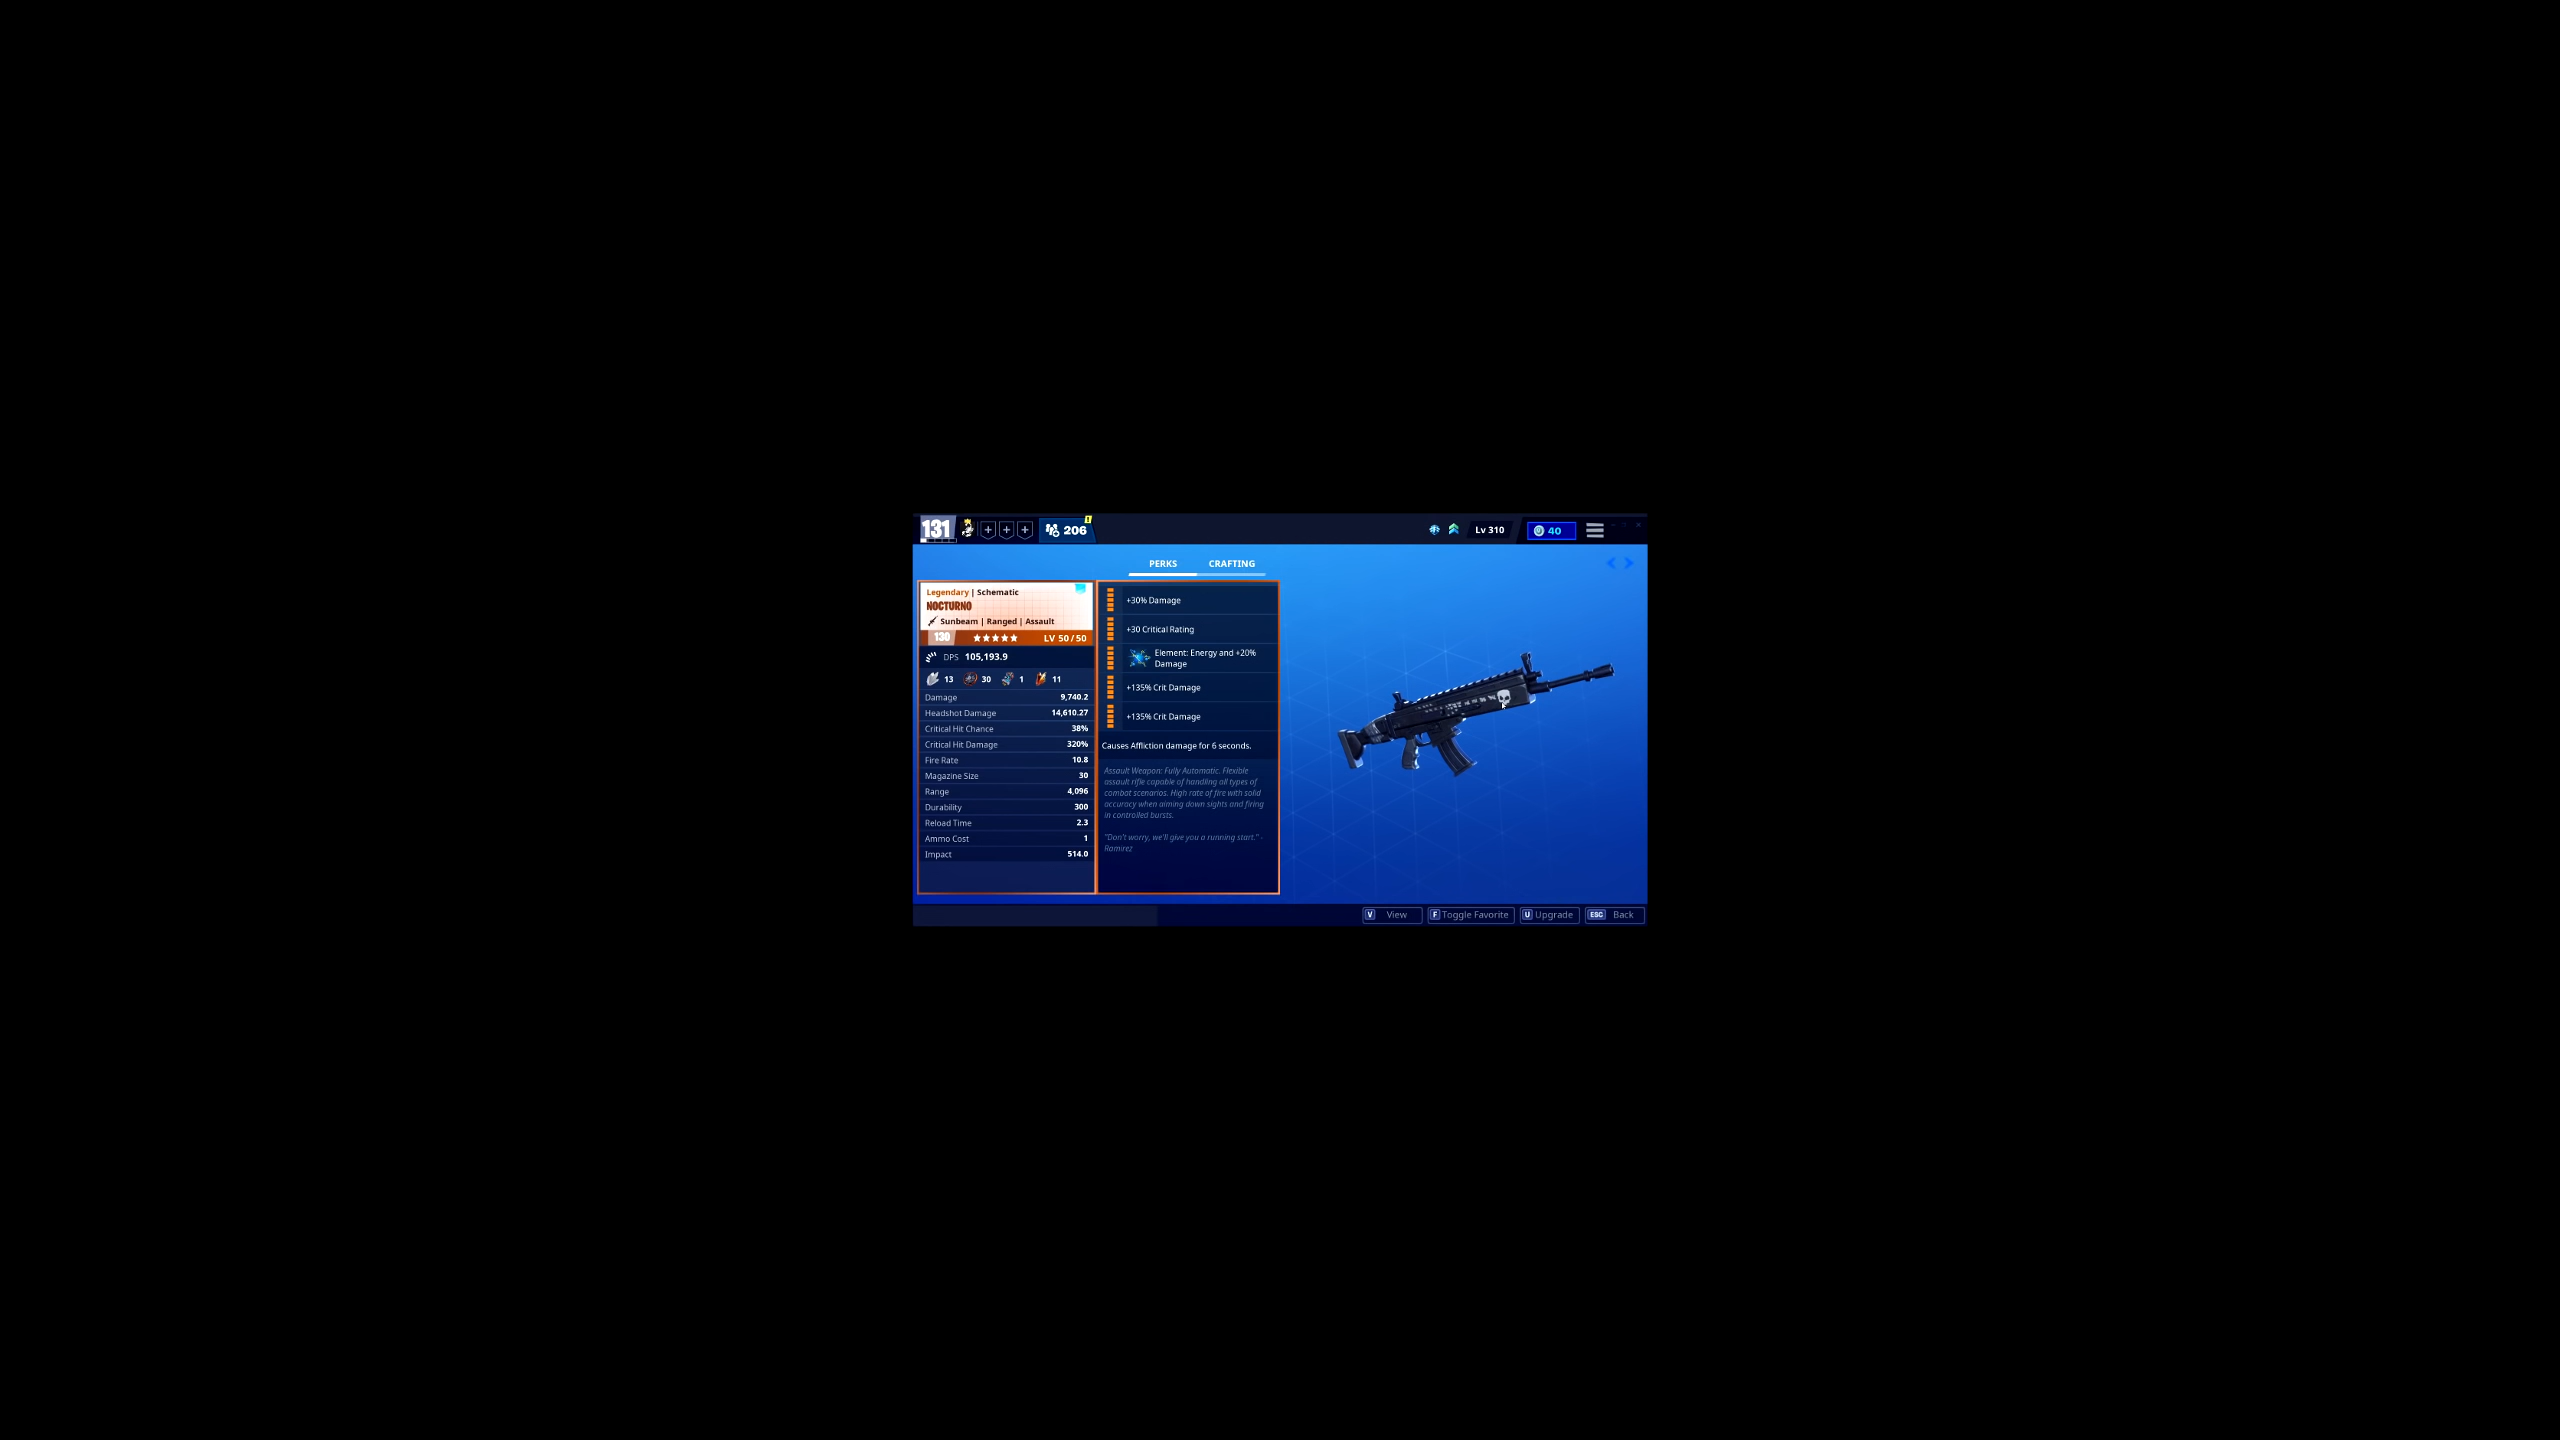 131
206
Lv 310
40
PERKS
CRAFTING
Legendary | Schematic
NOCTURNO
Sunbeam | Ranged | Assault
130
LV 50/50
DPS 105,193.9
13 30 1 11
Damage 9,740.2
Headshot Damage 14,610.27
Critical Hit Chance 38%
Critical Hit Damage 320%
Fire Rate 10.8
Magazine Size 30
Range 4,096
Durability 300
Reload Time 2.3
Ammo Cost 1
Impact 514.0
+30% Damage
+30 Critical Rating
Element: Energy and +20%
Damage
+135% Crit Damage
+135% Crit Damage
Causes Affliction damage for 6 seconds.
Assault Weapon: Fully Automatic. Flexible
assault rifle capable of handling all types of
combat scenarios. High rate of fire with solid
accuracy when aiming down sights and firing
in controlled bursts.
"Don't worry, we'll give you a running start." -
Ramirez
V View
F Toggle Favorite
U Upgrade
ESC Back